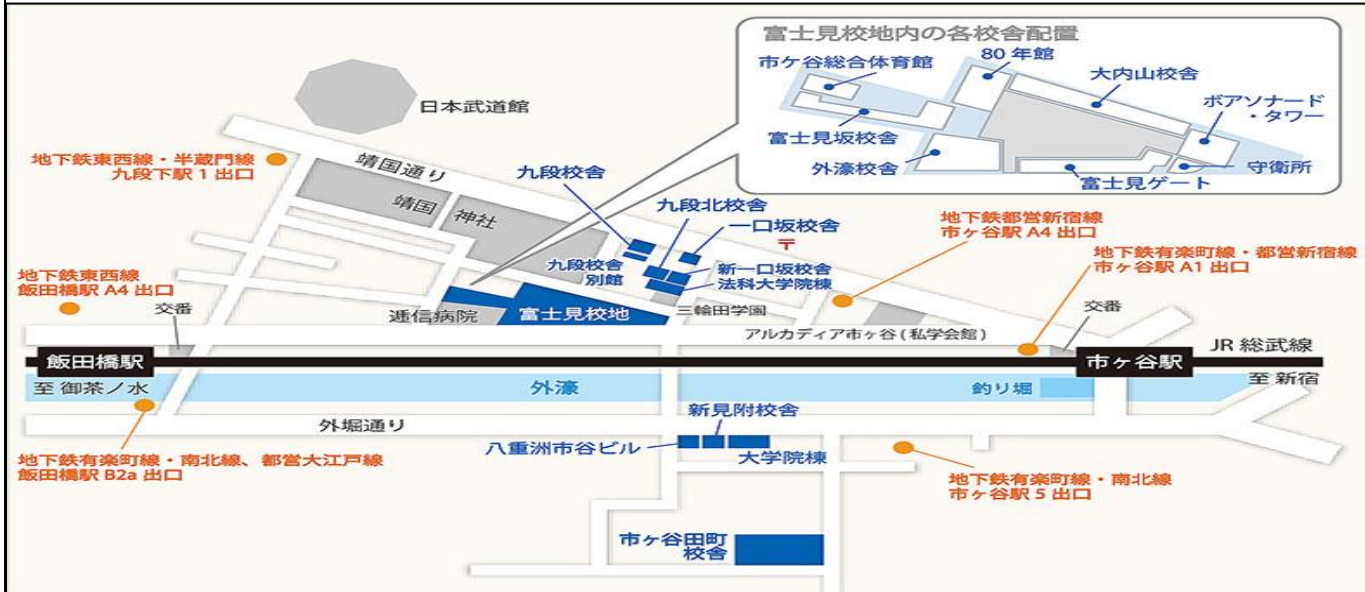 富士見校地内の各校舎配置
市ケ谷総合体育館
80 年館
大内山校舎
ボアソナード
・タワー
富士見坂校舎
外濠校舎
富士見ゲート
守衛所
日本武道館
地下鉄東西線・半蔵門線
九段下駅 1 出口
靖国通り
靖国 神社
九段校舎
九段北校舎
一口坂校舎
〒
九段校舎
別館
新一口坂校舎
法科大学院棟
地下鉄都営新宿線
市ケ谷駅 A4 出口
地下鉄有楽町線・都営新宿線
市ケ谷駅 A1 出口
地下鉄東西線
飯田橋駅 A4 出口
交番
逓信病院
富士見校地
三輪田学園
アルカディア市ヶ谷(私学会館)
交番
飯田橋駅
市ヶ谷駅
JR 総武線
至 御茶ノ水
外濠
釣り堀
至 新宿
外堀通り
新見附校舎
八重洲市谷ビル
大学院棟
地下鉄有楽町線・南北線、都営大江戸線
飯田橋駅 B2a 出口
地下鉄有楽町線・南北線
市ケ谷駅 5 出口
市ケ谷田町
校舎